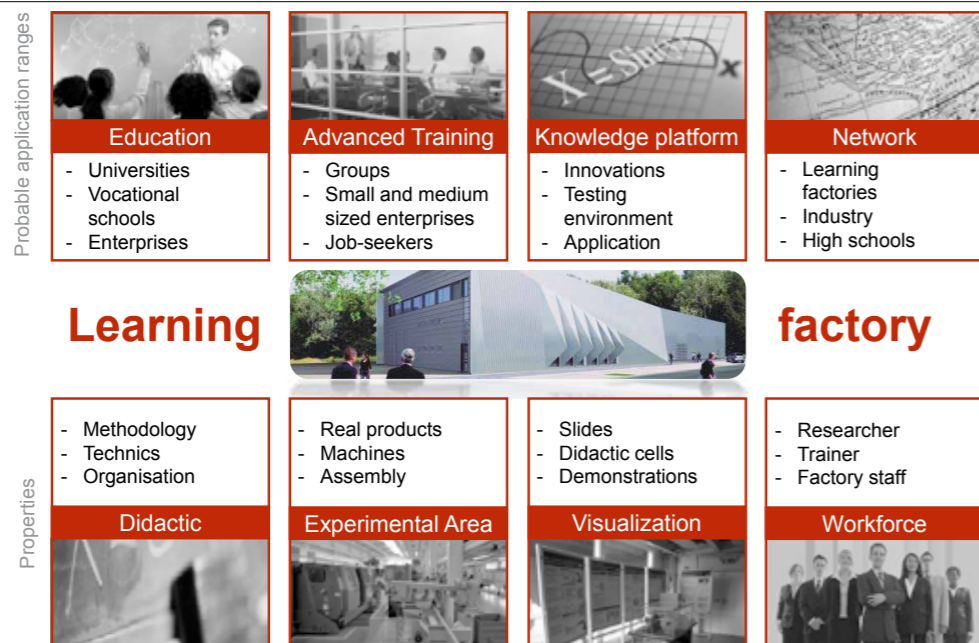 Probable application ranges
X = Study
x
Education
- Universities
- Vocational
schools
- Enterprises
Advanced Training
- Groups
- Small and medium
sized enterprises
- Job-seekers
Knowledge platform
- Innovations
- Testing
environment
- Application
Network
- Learning
factories
- Industry
- High schools
Learning
factory
Properties
- Methodology
- Technics
- Organisation
Didactic
- Real products
- Machines
- Assembly
Experimental Area
- Slides
- Didactic cells
- Demonstrations
Visualization
- Researcher
- Trainer
- Factory staff
Workforce